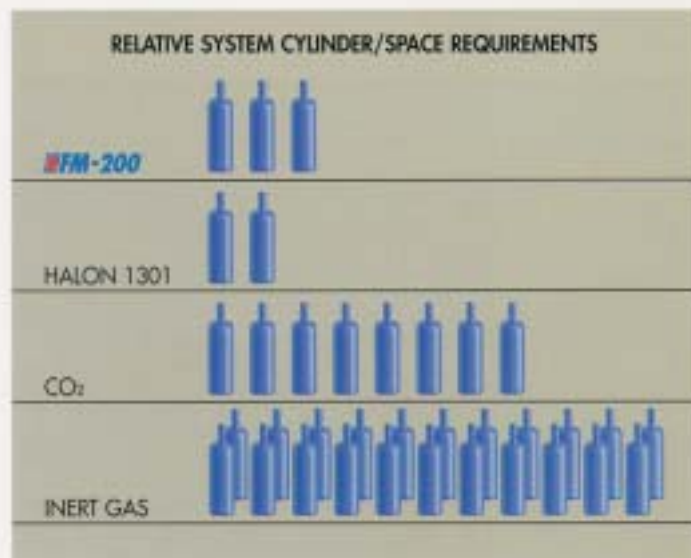 RELATIVE SYSTEM CYLINDER/SPACE REQUIREMENTS
FM-200
HALON 1301
CO₂
INERT GAS